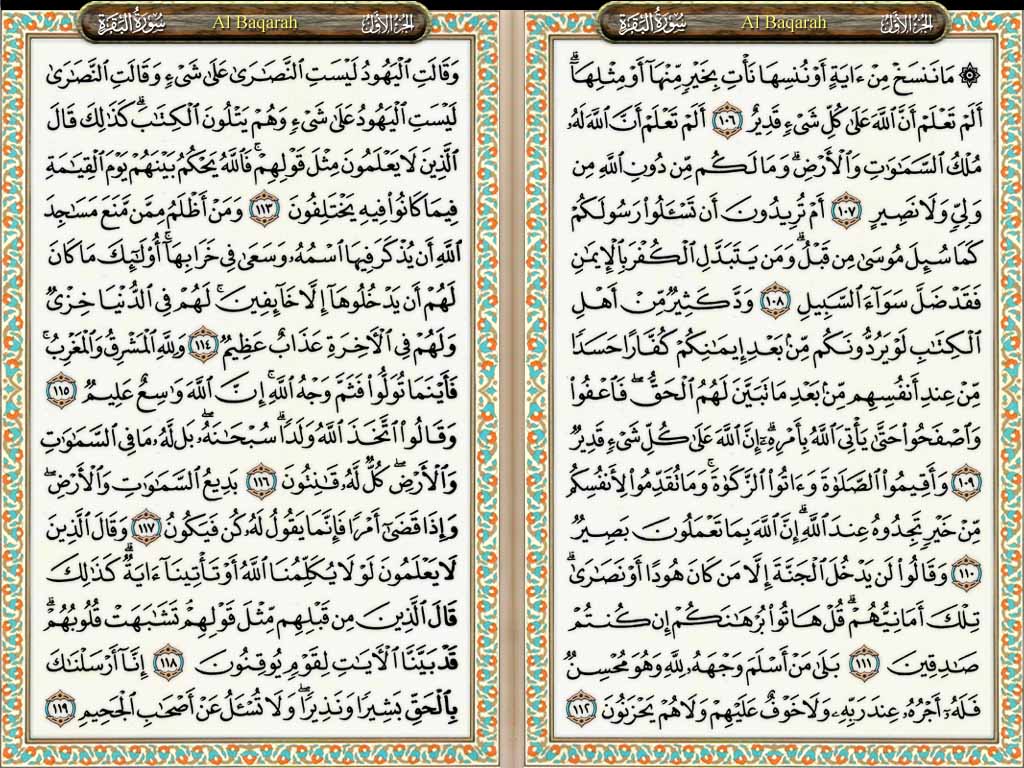 الجزء الأول
Al Baqarah
سورة البقرة
۞ مَا نَنسَخْ مِنْ ءَايَةٍ أَوْ نُنسِهَا نَأْتِ بِخَيْرٍ مِّنْهَآ أَوْ مِثْلِهَآ ۗ
أَلَمْ تَعْلَمْ أَنَّ ٱللَّهَ عَلَىٰ كُلِّ شَىْءٍ قَدِيرٌ ١٠٦ أَلَمْ تَعْلَمْ أَنَّ ٱللَّهَ لَهُۥ
مُلْكُ ٱلسَّمَـٰوَٰتِ وَٱلْأَرْضِ ۗ وَمَا لَكُم مِّن دُونِ ٱللَّهِ مِن
وَلِىٍّ وَلَا نَصِيرٍ ١٠٧ أَمْ تُرِيدُونَ أَن تَسْـَٔلُوا۟ رَسُولَكُمْ
كَمَا سُئِلَ مُوسَىٰ مِن قَبْلُ ۗ وَمَن يَتَبَدَّلِ ٱلْكُفْرَ بِٱلْإِيمَـٰنِ
فَقَدْ ضَلَّ سَوَآءَ ٱلسَّبِيلِ ١٠٨ وَدَّ كَثِيرٌ مِّنْ أَهْلِ
ٱلْكِتَـٰبِ لَوْ يَرُدُّونَكُم مِّنۢ بَعْدِ إِيمَـٰنِكُمْ كُفَّارًا حَسَدًا
مِّنْ عِندِ أَنفُسِهِم مِّنۢ بَعْدِ مَا تَبَيَّنَ لَهُمُ ٱلْحَقُّ ۖ فَٱعْفُوا۟
وَٱصْفَحُوا۟ حَتَّىٰ يَأْتِىَ ٱللَّهُ بِأَمْرِهِۦٓ ۗ إِنَّ ٱللَّهَ عَلَىٰ كُلِّ شَىْءٍ قَدِيرٌ
١٠٩ وَأَقِيمُوا۟ ٱلصَّلَوٰةَ وَءَاتُوا۟ ٱلزَّكَوٰةَ ۚ وَمَا تُقَدِّمُوا۟ لِأَنفُسِكُم
مِّنْ خَيْرٍ تَجِدُوهُ عِندَ ٱللَّهِ ۗ إِنَّ ٱللَّهَ بِمَا تَعْمَلُونَ بَصِيرٌ
١١٠ وَقَالُوا۟ لَن يَدْخُلَ ٱلْجَنَّةَ إِلَّا مَن كَانَ هُودًا أَوْ نَصَـٰرَىٰ ۗ
تِلْكَ أَمَانِيُّهُمْ ۗ قُلْ هَاتُوا۟ بُرْهَـٰنَكُمْ إِن كُنتُمْ
صَـٰدِقِينَ ١١١ بَلَىٰ مَنْ أَسْلَمَ وَجْهَهُۥ لِلَّهِ وَهُوَ مُحْسِنٌ
فَلَهُۥٓ أَجْرُهُۥ عِندَ رَبِّهِۦ وَلَا خَوْفٌ عَلَيْهِمْ وَلَا هُمْ يَحْزَنُونَ ١١٢
الجزء الأول
Al Baqarah
سورة البقرة
وَقَالَتِ ٱلْيَهُودُ لَيْسَتِ ٱلنَّصَـٰرَىٰ عَلَىٰ شَىْءٍ وَقَالَتِ ٱلنَّصَـٰرَىٰ
لَيْسَتِ ٱلْيَهُودُ عَلَىٰ شَىْءٍ وَهُمْ يَتْلُونَ ٱلْكِتَـٰبَ ۗ كَذَٰلِكَ قَالَ
ٱلَّذِينَ لَا يَعْلَمُونَ مِثْلَ قَوْلِهِمْ ۚ فَٱللَّهُ يَحْكُمُ بَيْنَهُمْ يَوْمَ ٱلْقِيَـٰمَةِ
فِيمَا كَانُوا۟ فِيهِ يَخْتَلِفُونَ ١١٣ وَمَنْ أَظْلَمُ مِمَّن مَّنَعَ مَسَـٰجِدَ
ٱللَّهِ أَن يُذْكَرَ فِيهَا ٱسْمُهُۥ وَسَعَىٰ فِى خَرَابِهَآ ۚ أُو۟لَـٰٓئِكَ مَا كَانَ
لَهُمْ أَن يَدْخُلُوهَآ إِلَّا خَآئِفِينَ ۚ لَهُمْ فِى ٱلدُّنْيَا خِزْىٌ
وَلَهُمْ فِى ٱلْـَٔاخِرَةِ عَذَابٌ عَظِيمٌ ١١٤ وَلِلَّهِ ٱلْمَشْرِقُ وَٱلْمَغْرِبُ ۚ
فَأَيْنَمَا تُوَلُّوا۟ فَثَمَّ وَجْهُ ٱللَّهِ ۚ إِنَّ ٱللَّهَ وَٰسِعٌ عَلِيمٌ ١١٥
وَقَالُوا۟ ٱتَّخَذَ ٱللَّهُ وَلَدًا ۗ سُبْحَـٰنَهُۥ ۖ بَل لَّهُۥ مَا فِى ٱلسَّمَـٰوَٰتِ
وَٱلْأَرْضِ ۖ كُلٌّ لَّهُۥ قَـٰنِتُونَ ١١٦ بَدِيعُ ٱلسَّمَـٰوَٰتِ وَٱلْأَرْضِ ۖ
وَإِذَا قَضَىٰٓ أَمْرًا فَإِنَّمَا يَقُولُ لَهُۥ كُن فَيَكُونُ ١١٧ وَقَالَ ٱلَّذِينَ
لَا يَعْلَمُونَ لَوْلَا يُكَلِّمُنَا ٱللَّهُ أَوْ تَأْتِينَآ ءَايَةٌ ۗ كَذَٰلِكَ
قَالَ ٱلَّذِينَ مِن قَبْلِهِم مِّثْلَ قَوْلِهِمْ ۘ تَشَـٰبَهَتْ قُلُوبُهُمْ ۗ
قَدْ بَيَّنَّا ٱلْـَٔايَـٰتِ لِقَوْمٍ يُوقِنُونَ ١١٨ إِنَّآ أَرْسَلْنَـٰكَ
بِٱلْحَقِّ بَشِيرًا وَنَذِيرًا ۖ وَلَا تُسْـَٔلُ عَنْ أَصْحَـٰبِ ٱلْجَحِيمِ ١١٩